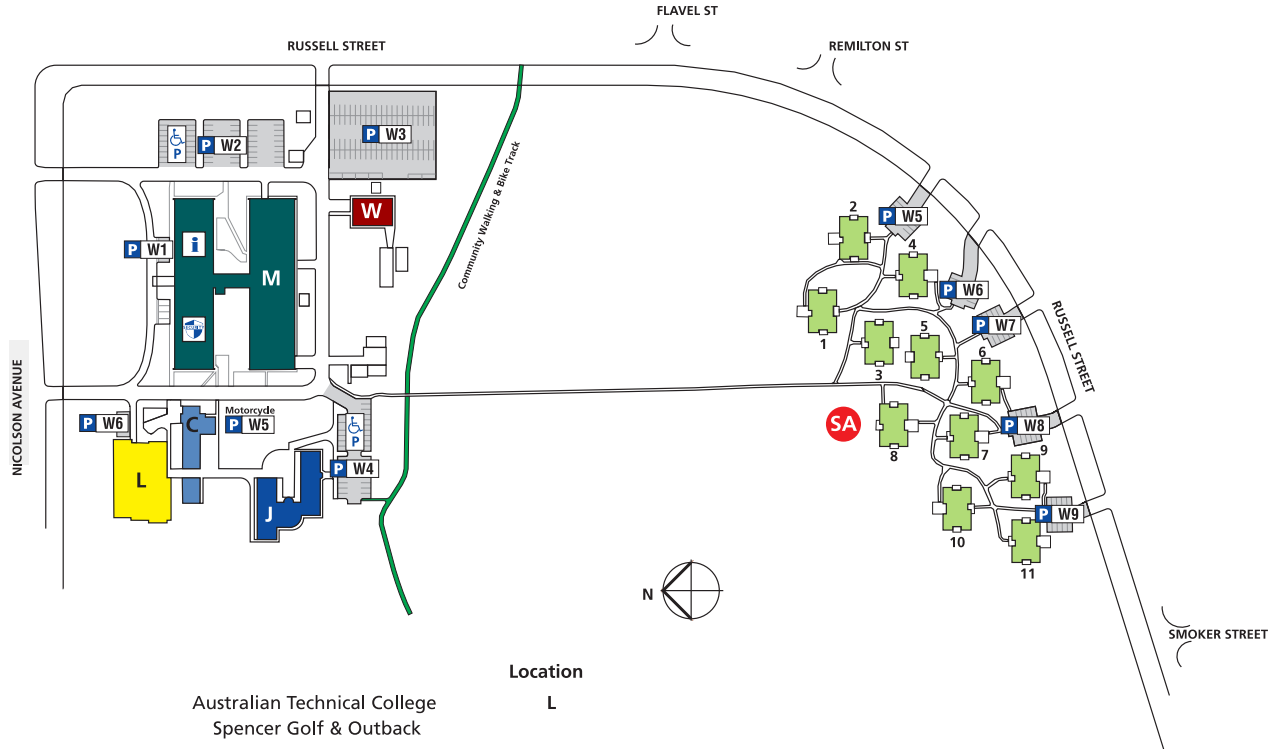 FLAVEL ST
RUSSELL STREET
REMILTON ST
P W3
P
P W2
Community Walking & Bike Track
W
2
P W5
4
P W1
i
M
P W6
1
3
5
P W7
6
RUSSELL STREET
NICOLSON AVENUE
P W6
C
Motorcycle
P W5
P
P W4
SA
8
7
P W8
9
L
J
10
P W9
11
N
SMOKER STREET
Location
Australian Technical College L
Spencer Golf & Outback